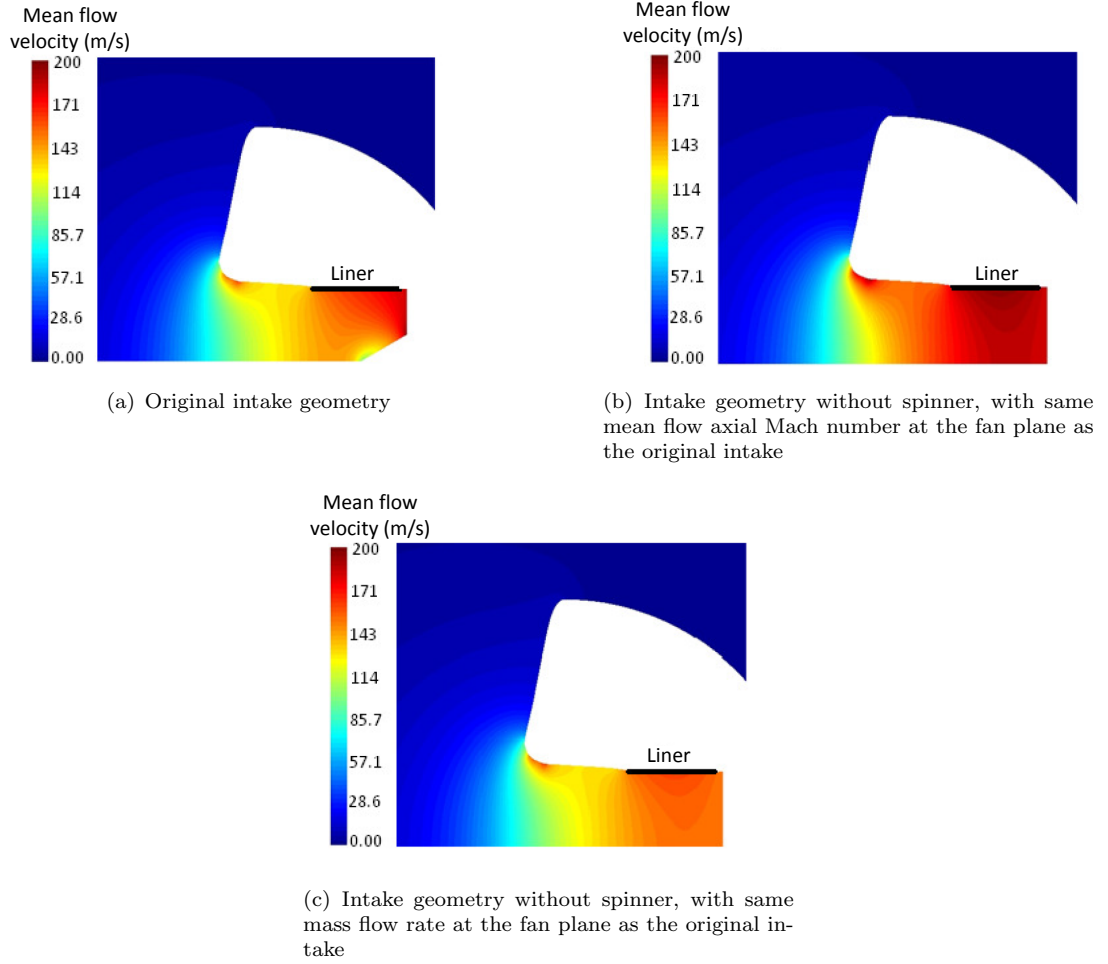 Mean flow
velocity (m/s)
200
171
143
114
85.7
57.1
28.6
0.00
Liner
(a) Original intake geometry
Mean flow
velocity (m/s)
200
171
143
114
85.7
57.1
28.6
0.00
Liner
(b) Intake geometry without spinner, with same
mean flow axial Mach number at the fan plane as
the original intake
Mean flow
velocity (m/s)
200
171
143
114
85.7
57.1
28.6
0.00
Liner
(c) Intake geometry without spinner, with same
mass flow rate at the fan plane as the original in-
take